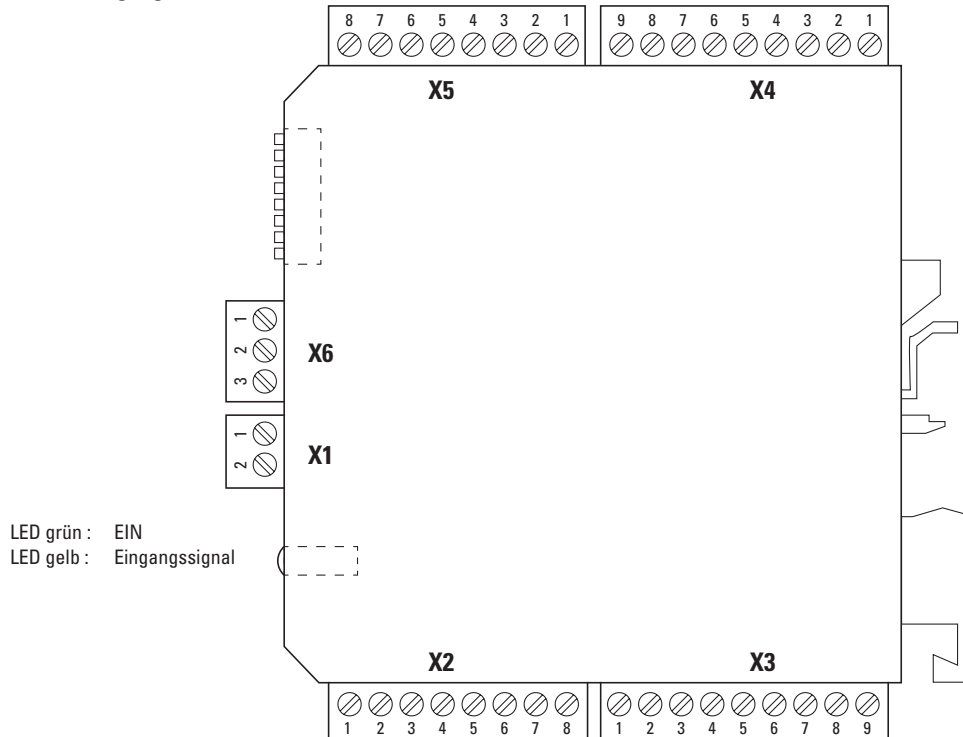 8 7 6 5 4 3 2 1 9 8 7 6 5 4 3 2 1
X5 X4
1
2
3
X6
1
2
X1
LED grün : EIN
LED gelb : Eingangssignal
X2 X3
1 2 3 4 5 6 7 8 1 2 3 4 5 6 7 8 9